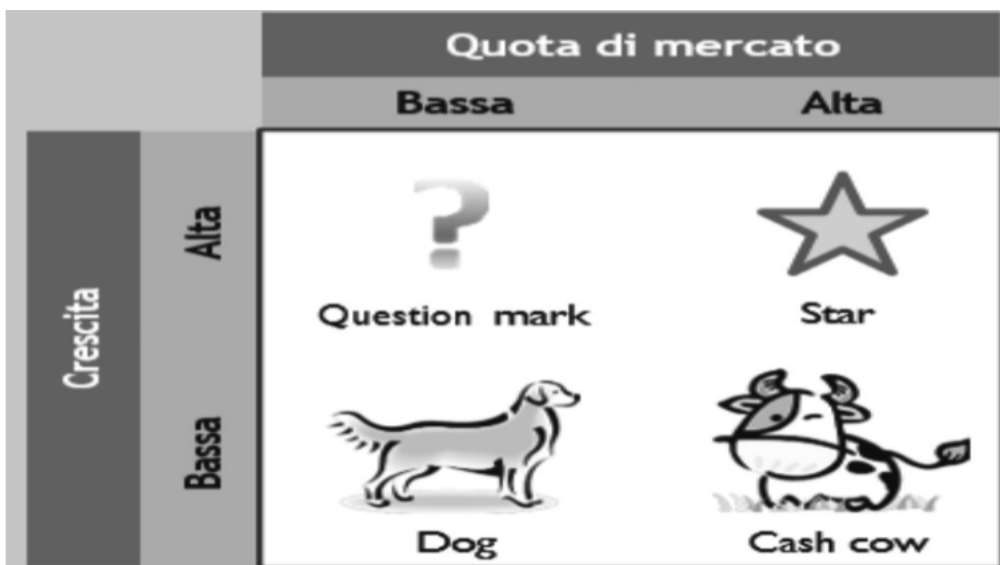 Quota di mercato
Bassa Alta
Crescita
Alta
Question mark Star
Bassa
Dog Cash cow